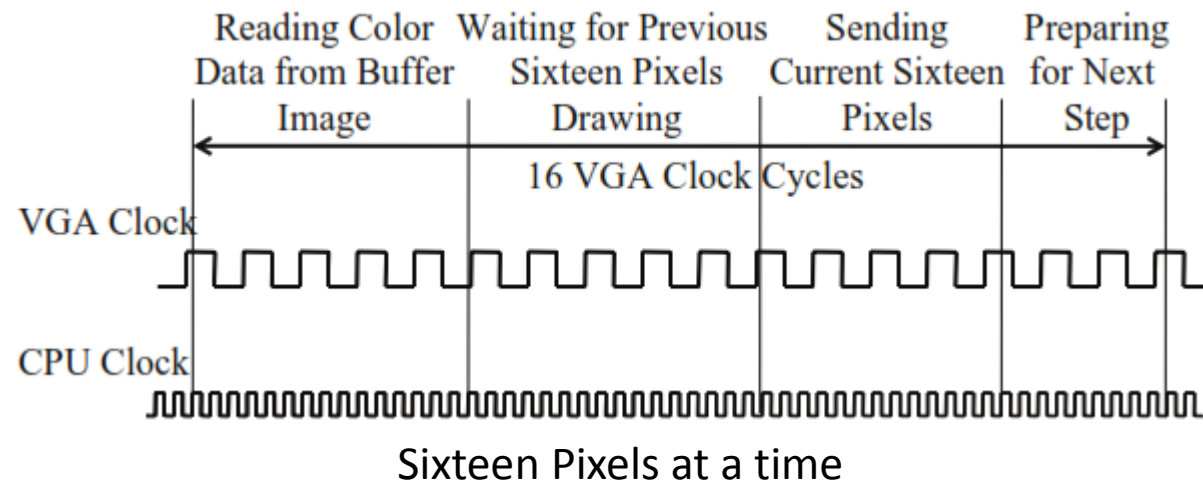 Reading Color
Data from Buffer
Image
Waiting for Previous
Sixteen Pixels
Drawing
Sending
Current Sixteen
Pixels
Preparing
for Next
Step
16 VGA Clock Cycles
VGA Clock
CPU Clock
Sixteen Pixels at a time